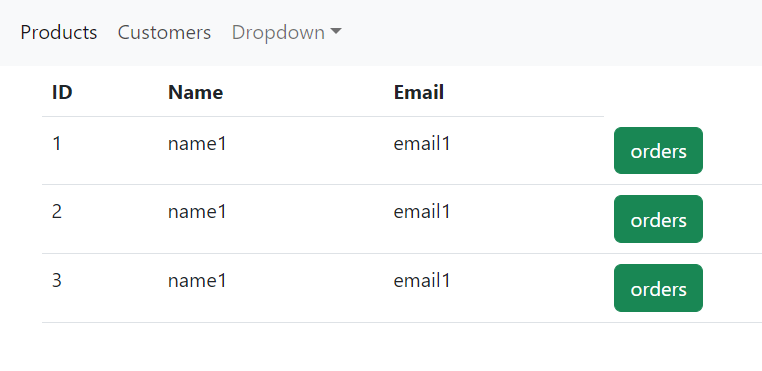 Products Customers Dropdown
ID Name Email
1 name1 email1 orders
2 name1 email1 orders
3 name1 email1 orders